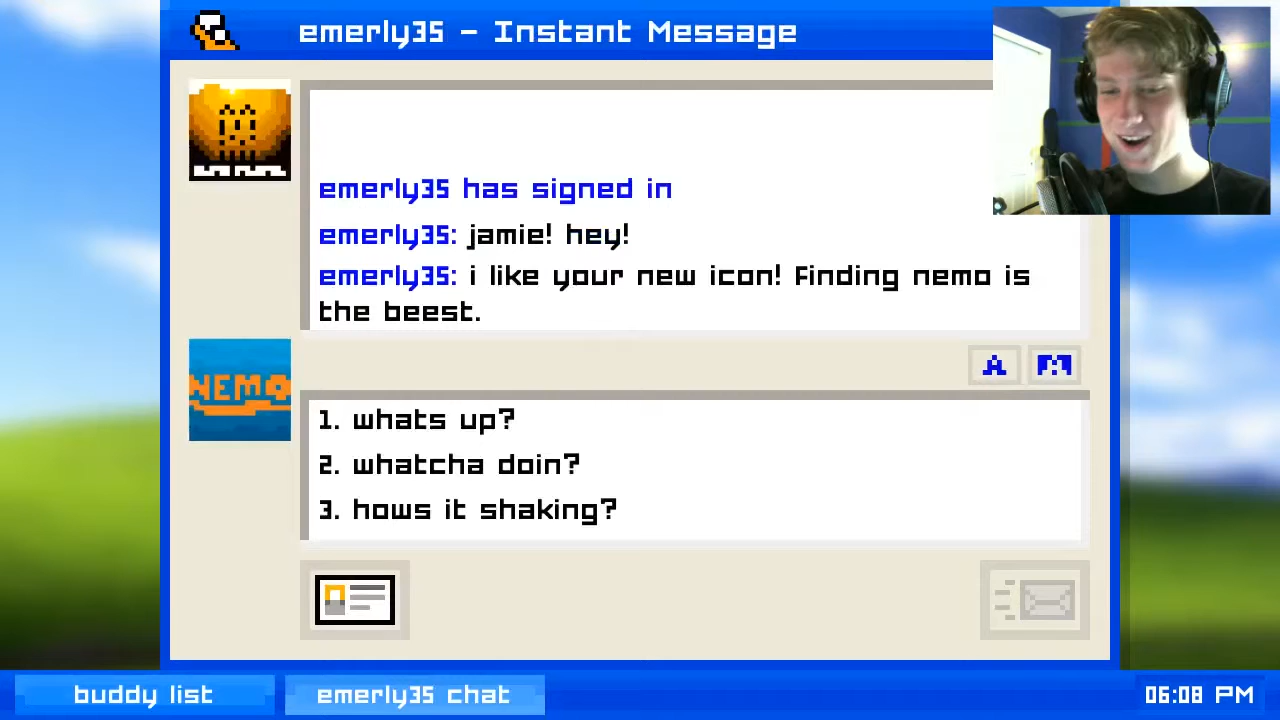 emerly35 - Instant Message
emerly35 has signed in
emerly35: jamie! hey!
emerly35: i like your new icon! Finding nemo is
the beest.
NEMO
A
1. whats up?
2. whatcha doin?
3. hows it shaking?
buddy list
emerly35 chat
06:08 PM